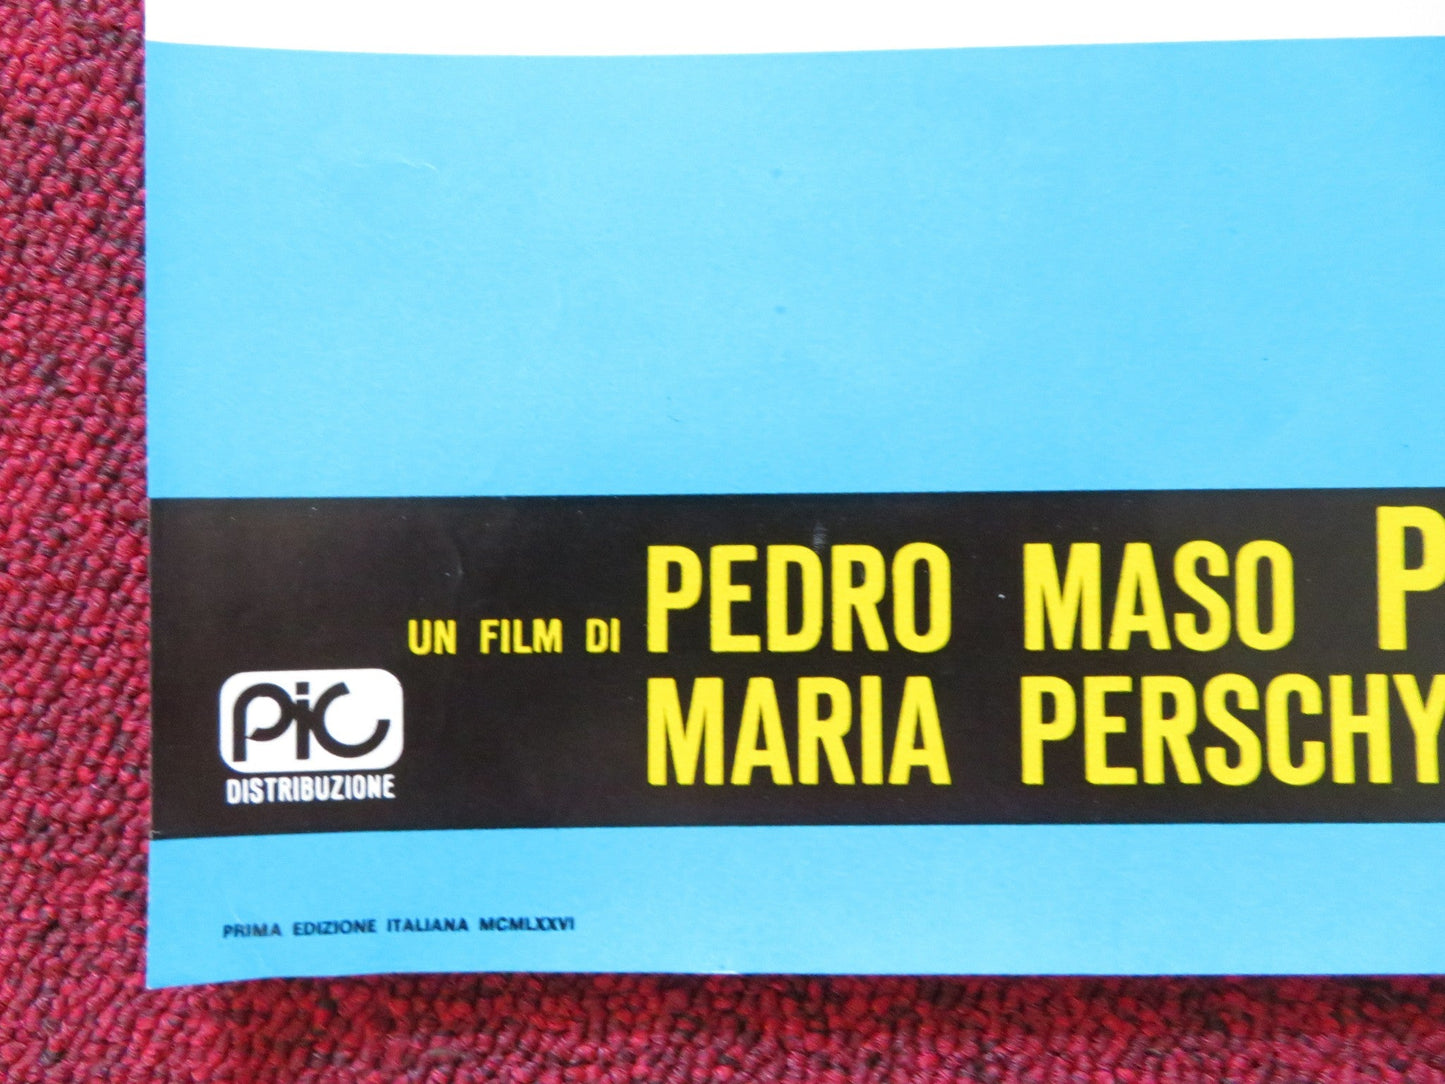 UN FILM DI PEDRO MASO P
MARIA PERSCHY
PIC
DISTRIBUZIONE
PRIMA EDIZIONE ITALIANA MCMLXXVI